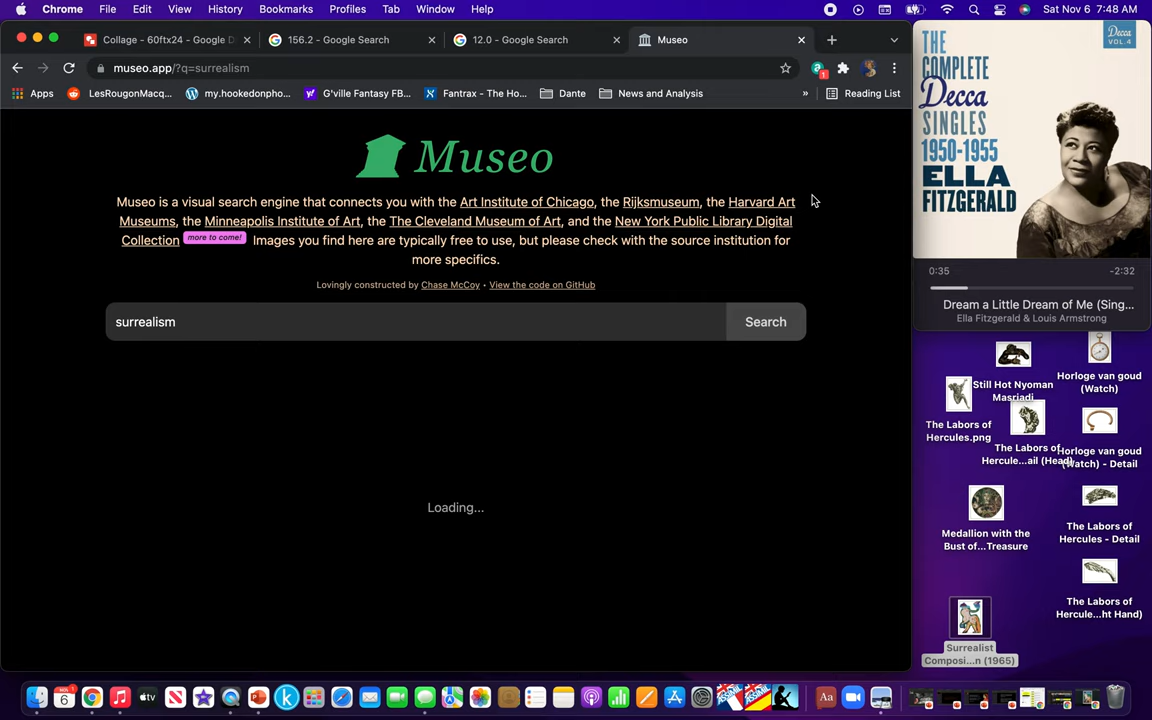 Chrome File Edit View History Bookmarks Profiles Tab Window Help Sat Nov 6 7:48 AM
Collage - 60ftx24 - Google D 156.2 - Google Search 12.0 - Google Search Museo
museo.app/?q=surrealism 1
Apps LesRougonMacq... my.hookedonpho... G'ville Fantasy FB... Fantrax - The Ho... Dante News and Analysis » Reading List
Museo
Museo is a visual search engine that connects you with the Art Institute of Chicago, the Rijksmuseum, the Harvard Art
Museums, the Minneapolis Institute of Art, the The Cleveland Museum of Art, and the New York Public Library Digital
Collection more to come! Images you find here are typically free to use, but please check with the source institution for
more specifics.
Lovingly constructed by Chase McCoy • View the code on GitHub
surrealism Search
Loading...
Decca
VOL.4
THE
COMPLETE
Decca
SINGLES
1950-1955
ELLA
FITZGERALD
0:35 -2:32
Dream a Little Dream of Me (Sing...
Ella Fitzgerald & Louis Armstrong
Still Hot Nyoman
Masriadi
Horloge van goud
(Watch)
The Labors of
Hercules.png
The Labors of
Hercule...ail (Head)
Horloge van goud
(Watch) - Detail
Medallion with the
Bust of...Treasure
The Labors of
Hercules - Detail
The Labors of
Hercule...ht Hand)
Surrealist
Composi...n (1965)
NOV
6
tv
Aa